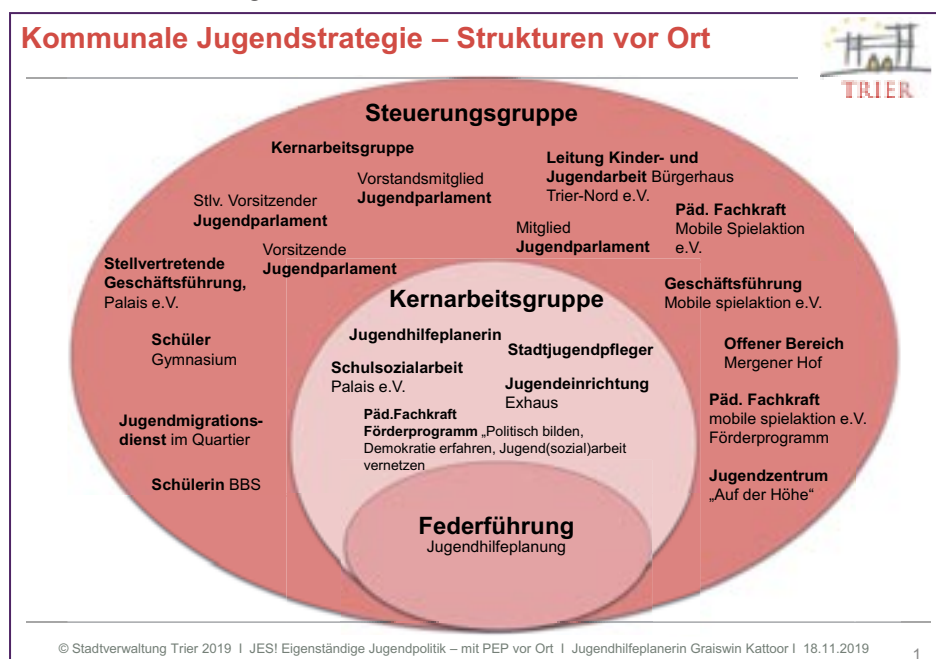 Kommunale Jugendstrategie – Strukturen vor Ort
TRIER
Steuerungsgruppe
Kernarbeitsgruppe
Vorstandsmitglied
Jugendparlament
Stlv. Vorsitzender
Jugendparlament
Vorsitzende
Jugendparlament
Leitung Kinder- und
Jugendarbeit Bürgerhaus
Trier-Nord e.V.
Mitglied
Jugendparlament
Päd. Fachkraft
Mobile Spielaktion
e.V.
Stellvertretende
Geschäftsführung,
Palais e.V.
Geschäftsführung
Mobile spielaktion e.V.
Schüler
Gymnasium
Offener Bereich
Mergener Hof
Jugendmigrations-
dienst im Quartier
Päd. Fachkraft
mobile spielaktion e.V.
Förderprogramm
Schülerin BBS
Jugendzentrum
„Auf der Höhe“
Kernarbeitsgruppe
Jugendhilfeplanerin
Stadtjugendpfleger
Schulsozialarbeit
Palais e.V.
Jugendeinrichtung
Exhaus
Päd.Fachkraft
Förderprogramm „Politisch bilden,
Demokratie erfahren, Jugend(sozial)arbeit
vernetzen
Federführung
Jugendhilfeplanung
© Stadtverwaltung Trier 2019 I JES! Eigenständige Jugendpolitik – mit PEP vor Ort I Jugendhilfeplanerin Graiswin Kattoor I 18.11.2019
1